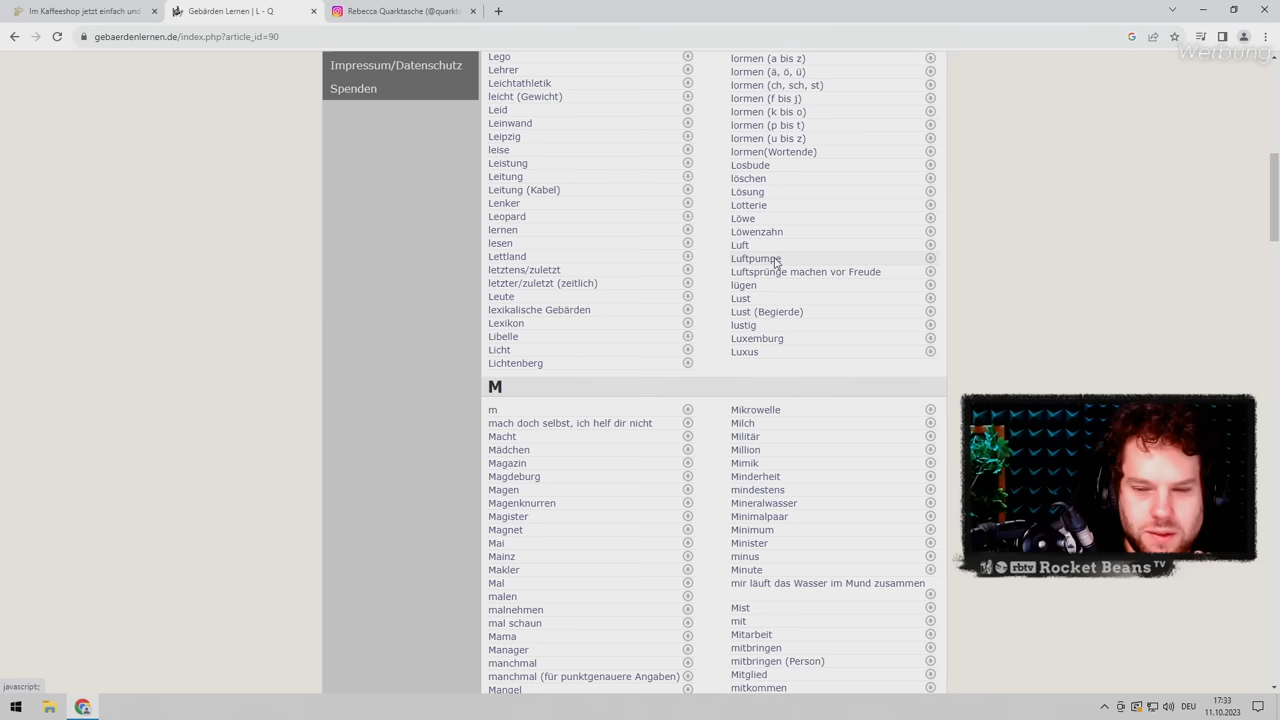 Im Kaffeeshop jetzt einfach und
Gebärden Lernen | L - Q
Rebecca Quarktasche (@quarkt
gebaerdenlernen.de/index.php?article_id=90
Werbung
Impressum/Datenschutz
Spenden
Lego
Lehrer
Leichtathletik
leicht (Gewicht)
Leid
Leinwand
Leipzig
leise
Leistung
Leitung
Leitung (Kabel)
Lenker
Leopard
lernen
lesen
Lettland
letztens/zuletzt
letzter/zuletzt (zeitlich)
Leute
lexikalische Gebärden
Lexikon
Libelle
Licht
Lichtenberg
lormen (a bis z)
lormen (ä, ö, ü)
lormen (ch, sch, st)
lormen (f bis j)
lormen (k bis o)
lormen (p bis t)
lormen (u bis z)
lormen(Wortende)
Losbude
löschen
Lösung
Lotterie
Löwe
Löwenzahn
Luft
Luftpumpe
Luftsprünge machen vor Freude
lügen
Lust
Lust (Begierde)
lustig
Luxemburg
Luxus
M
m
mach doch selbst, ich helf dir nicht
Macht
Mädchen
Magazin
Magdeburg
Magen
Magenknurren
Magister
Magnet
Mai
Mainz
Makler
Mal
malen
malnehmen
mal schaun
Mama
Manager
manchmal
manchmal (für punktgenauere Angaben)
Mangel
Mikrowelle
Milch
Militär
Million
Mimik
Minderheit
mindestens
Mineralwasser
Minimalpaar
Minimum
Minister
minus
Minute
mir läuft das Wasser im Mund zusammen
Mist
mit
Mitarbeit
mitbringen
mitbringen (Person)
Mitglied
mitkommen
rbtv Rocket Beans TV
javascript:;
DEU
17:33
11.10.2023